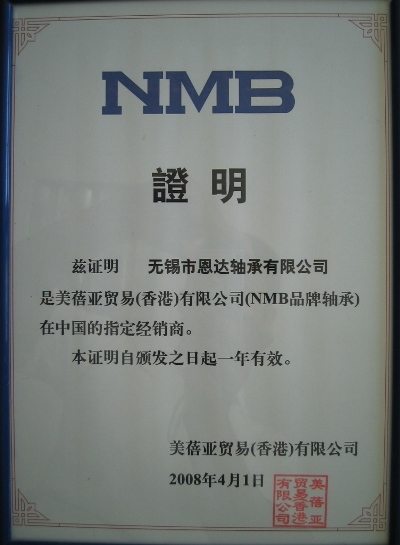 NMB
證明
兹证明 无锡市恩达轴承有限公司
是美蓓亚贸易(香港)有限公司(NMB品牌轴承)
在中国的指定经销商。
本证明自颁发之日起一年有效。
美蓓亚贸易(香港)有限公司
2008年4月1日
美蓓亚
贸易香港
有限公司